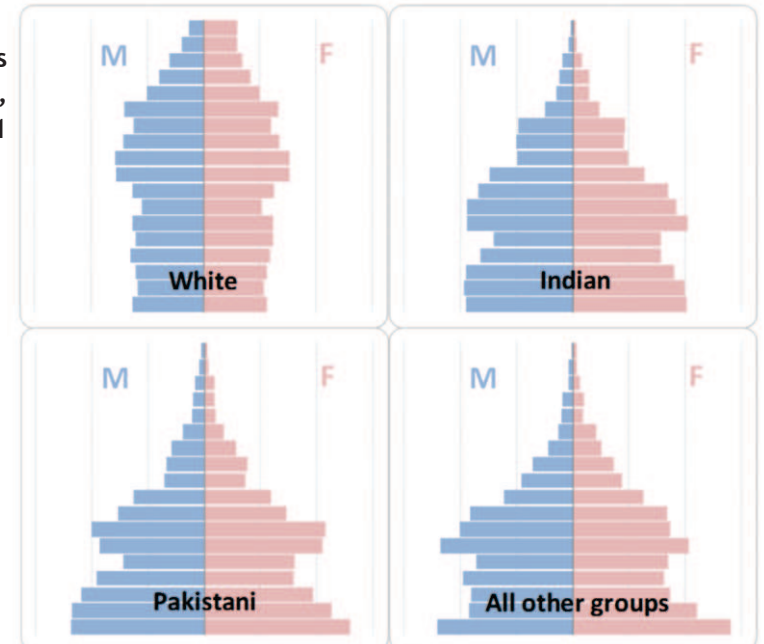 M F
White
M F
Indian
M F
Pakistani
M F
All other groups